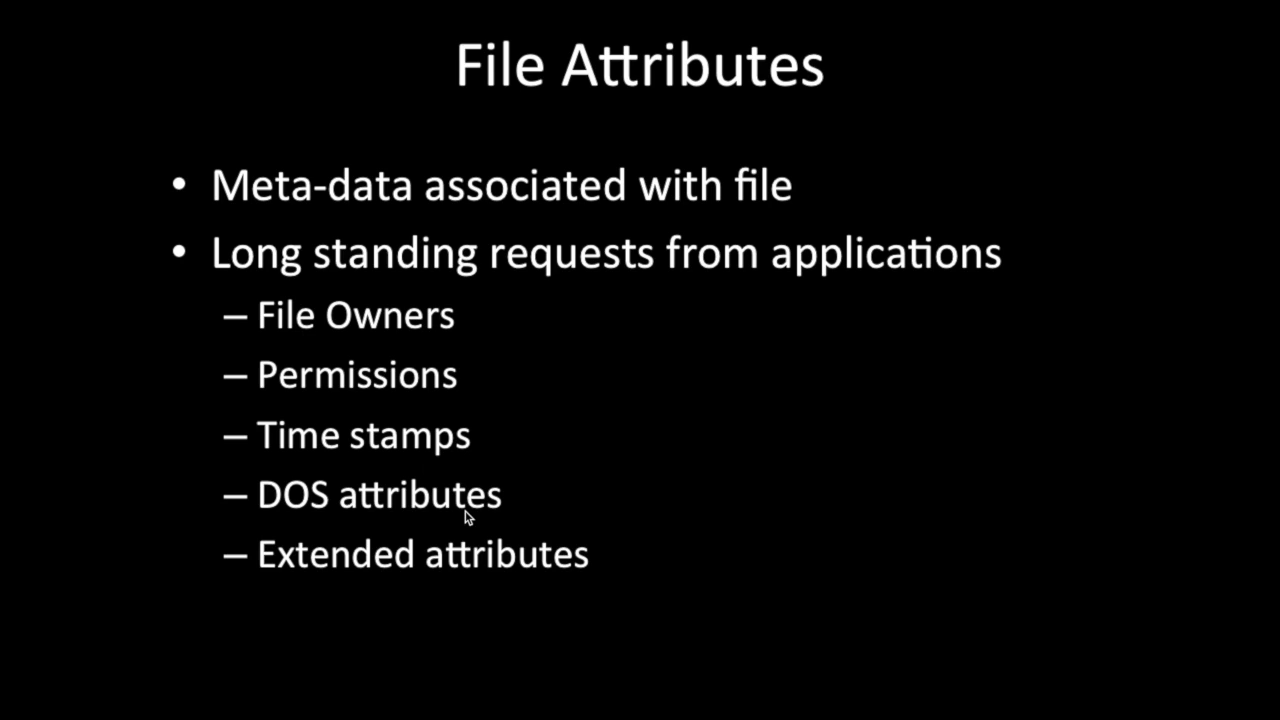 File Attributes
• Meta-data associated with file
• Long standing requests from applications
– File Owners
– Permissions
– Time stamps
– DOS attributes
– Extended attributes